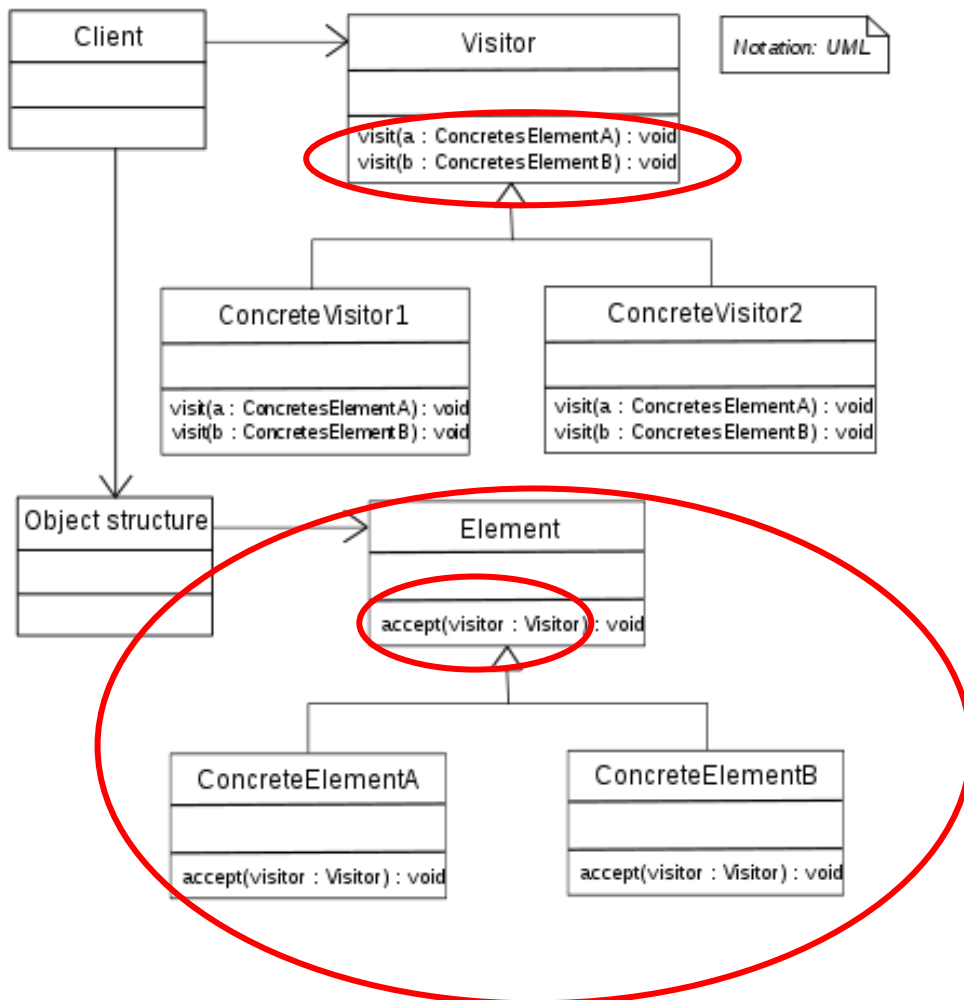 Client
Visitor
Notation: UML
visit(a : ConcretesElementA) : void
visit(b : ConcretesElementB) : void
ConcreteVisitor1
visit(a : ConcretesElementA) : void
visit(b : ConcretesElementB) : void
ConcreteVisitor2
visit(a : ConcretesElementA) : void
visit(b : ConcretesElementB) : void
Object structure
Element
accept(visitor : Visitor) : void
ConcreteElementA
accept(visitor : Visitor) : void
ConcreteElementB
accept(visitor : Visitor) : void